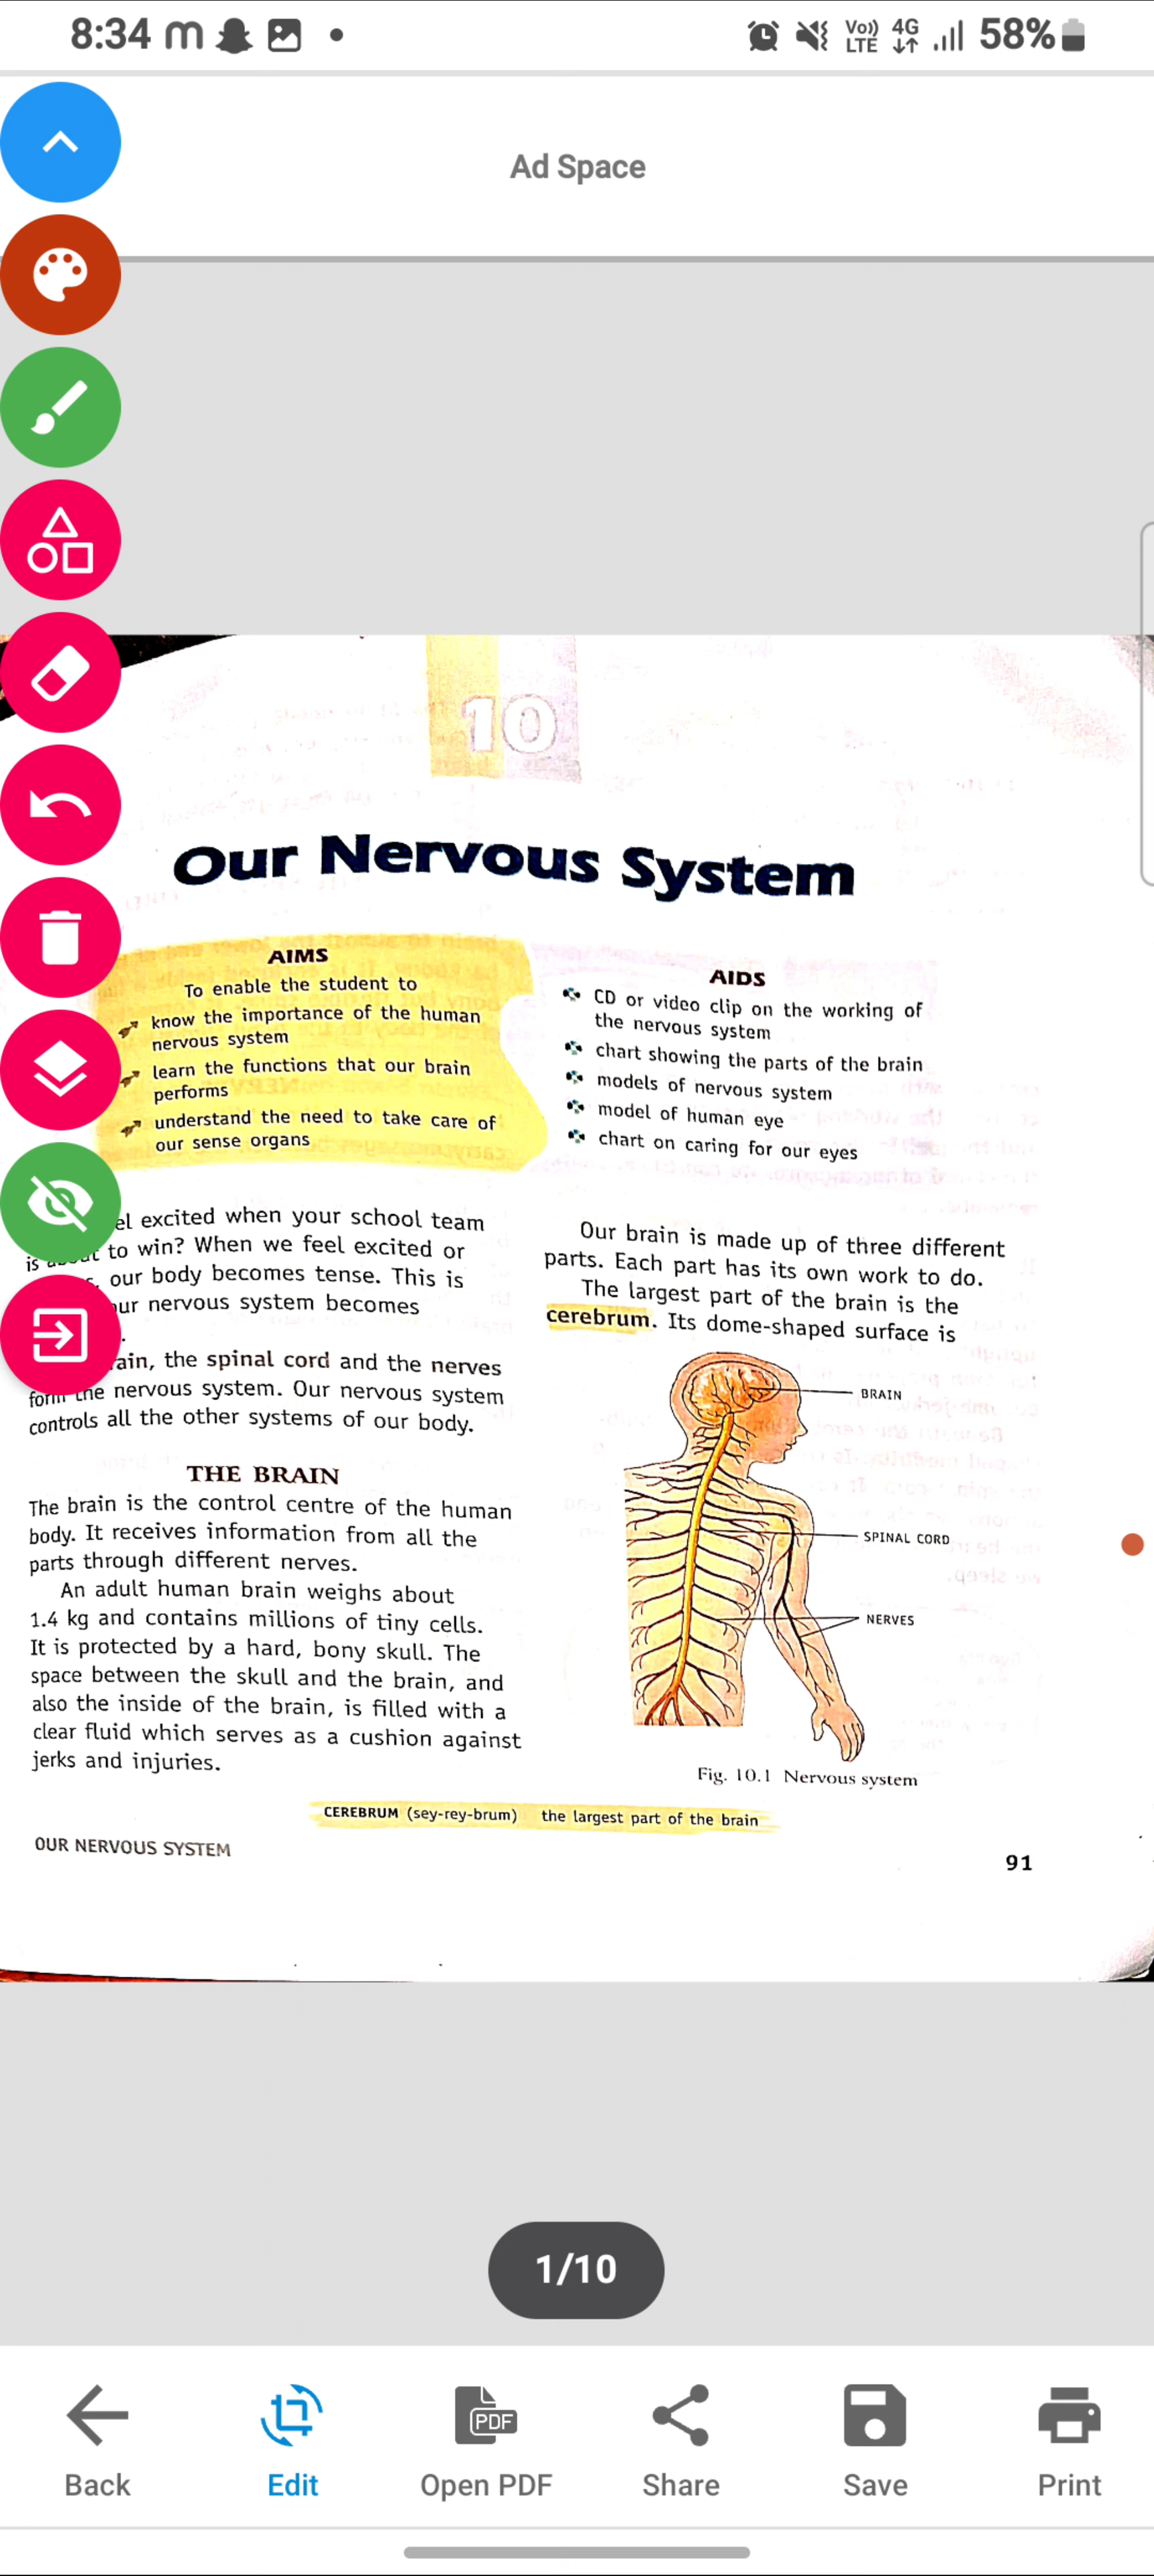 8:34
Vo))
LTE
4G
58%
Ad Space
10
Our Nervous System
AIMS
To enable the student to
know the importance of the human
nervous system
learn the functions that our brain
performs
understand the need to take care of
our sense organs
AIDS
CD or video clip on the working of
the nervous system
chart showing the parts of the brain
models of nervous system
model of human eye
chart on caring for our eyes
excited when your school team
is to win? When we feel excited or
our body becomes tense. This is
nervous system becomes
the spinal cord and the nerves
form the nervous system. Our nervous system
controls all the other systems of our body.
THE BRAIN
The brain is the control centre of the human
body. It receives information from all the
parts through different nerves.
An adult human brain weighs about
1.4 kg and contains millions of tiny cells.
It is protected by a hard, bony skull. The
space between the skull and the brain, and
also the inside of the brain, is filled with a
clear fluid which serves as a cushion against
jerks and injuries.
Our brain is made up of three different
parts. Each part has its own work to do.
The largest part of the brain is the
cerebrum. Its dome-shaped surface is
BRAIN
SPINAL CORD
NERVES
Fig. 10.1 Nervous system
CEREBRUM (sey-rey-brum) the largest part of the brain
OUR NERVOUS SYSTEM
91
1/10
PDF
Back
Edit
Open PDF
Share
Save
Print